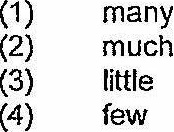 (1) many
(2) much
(3) little
(4) few